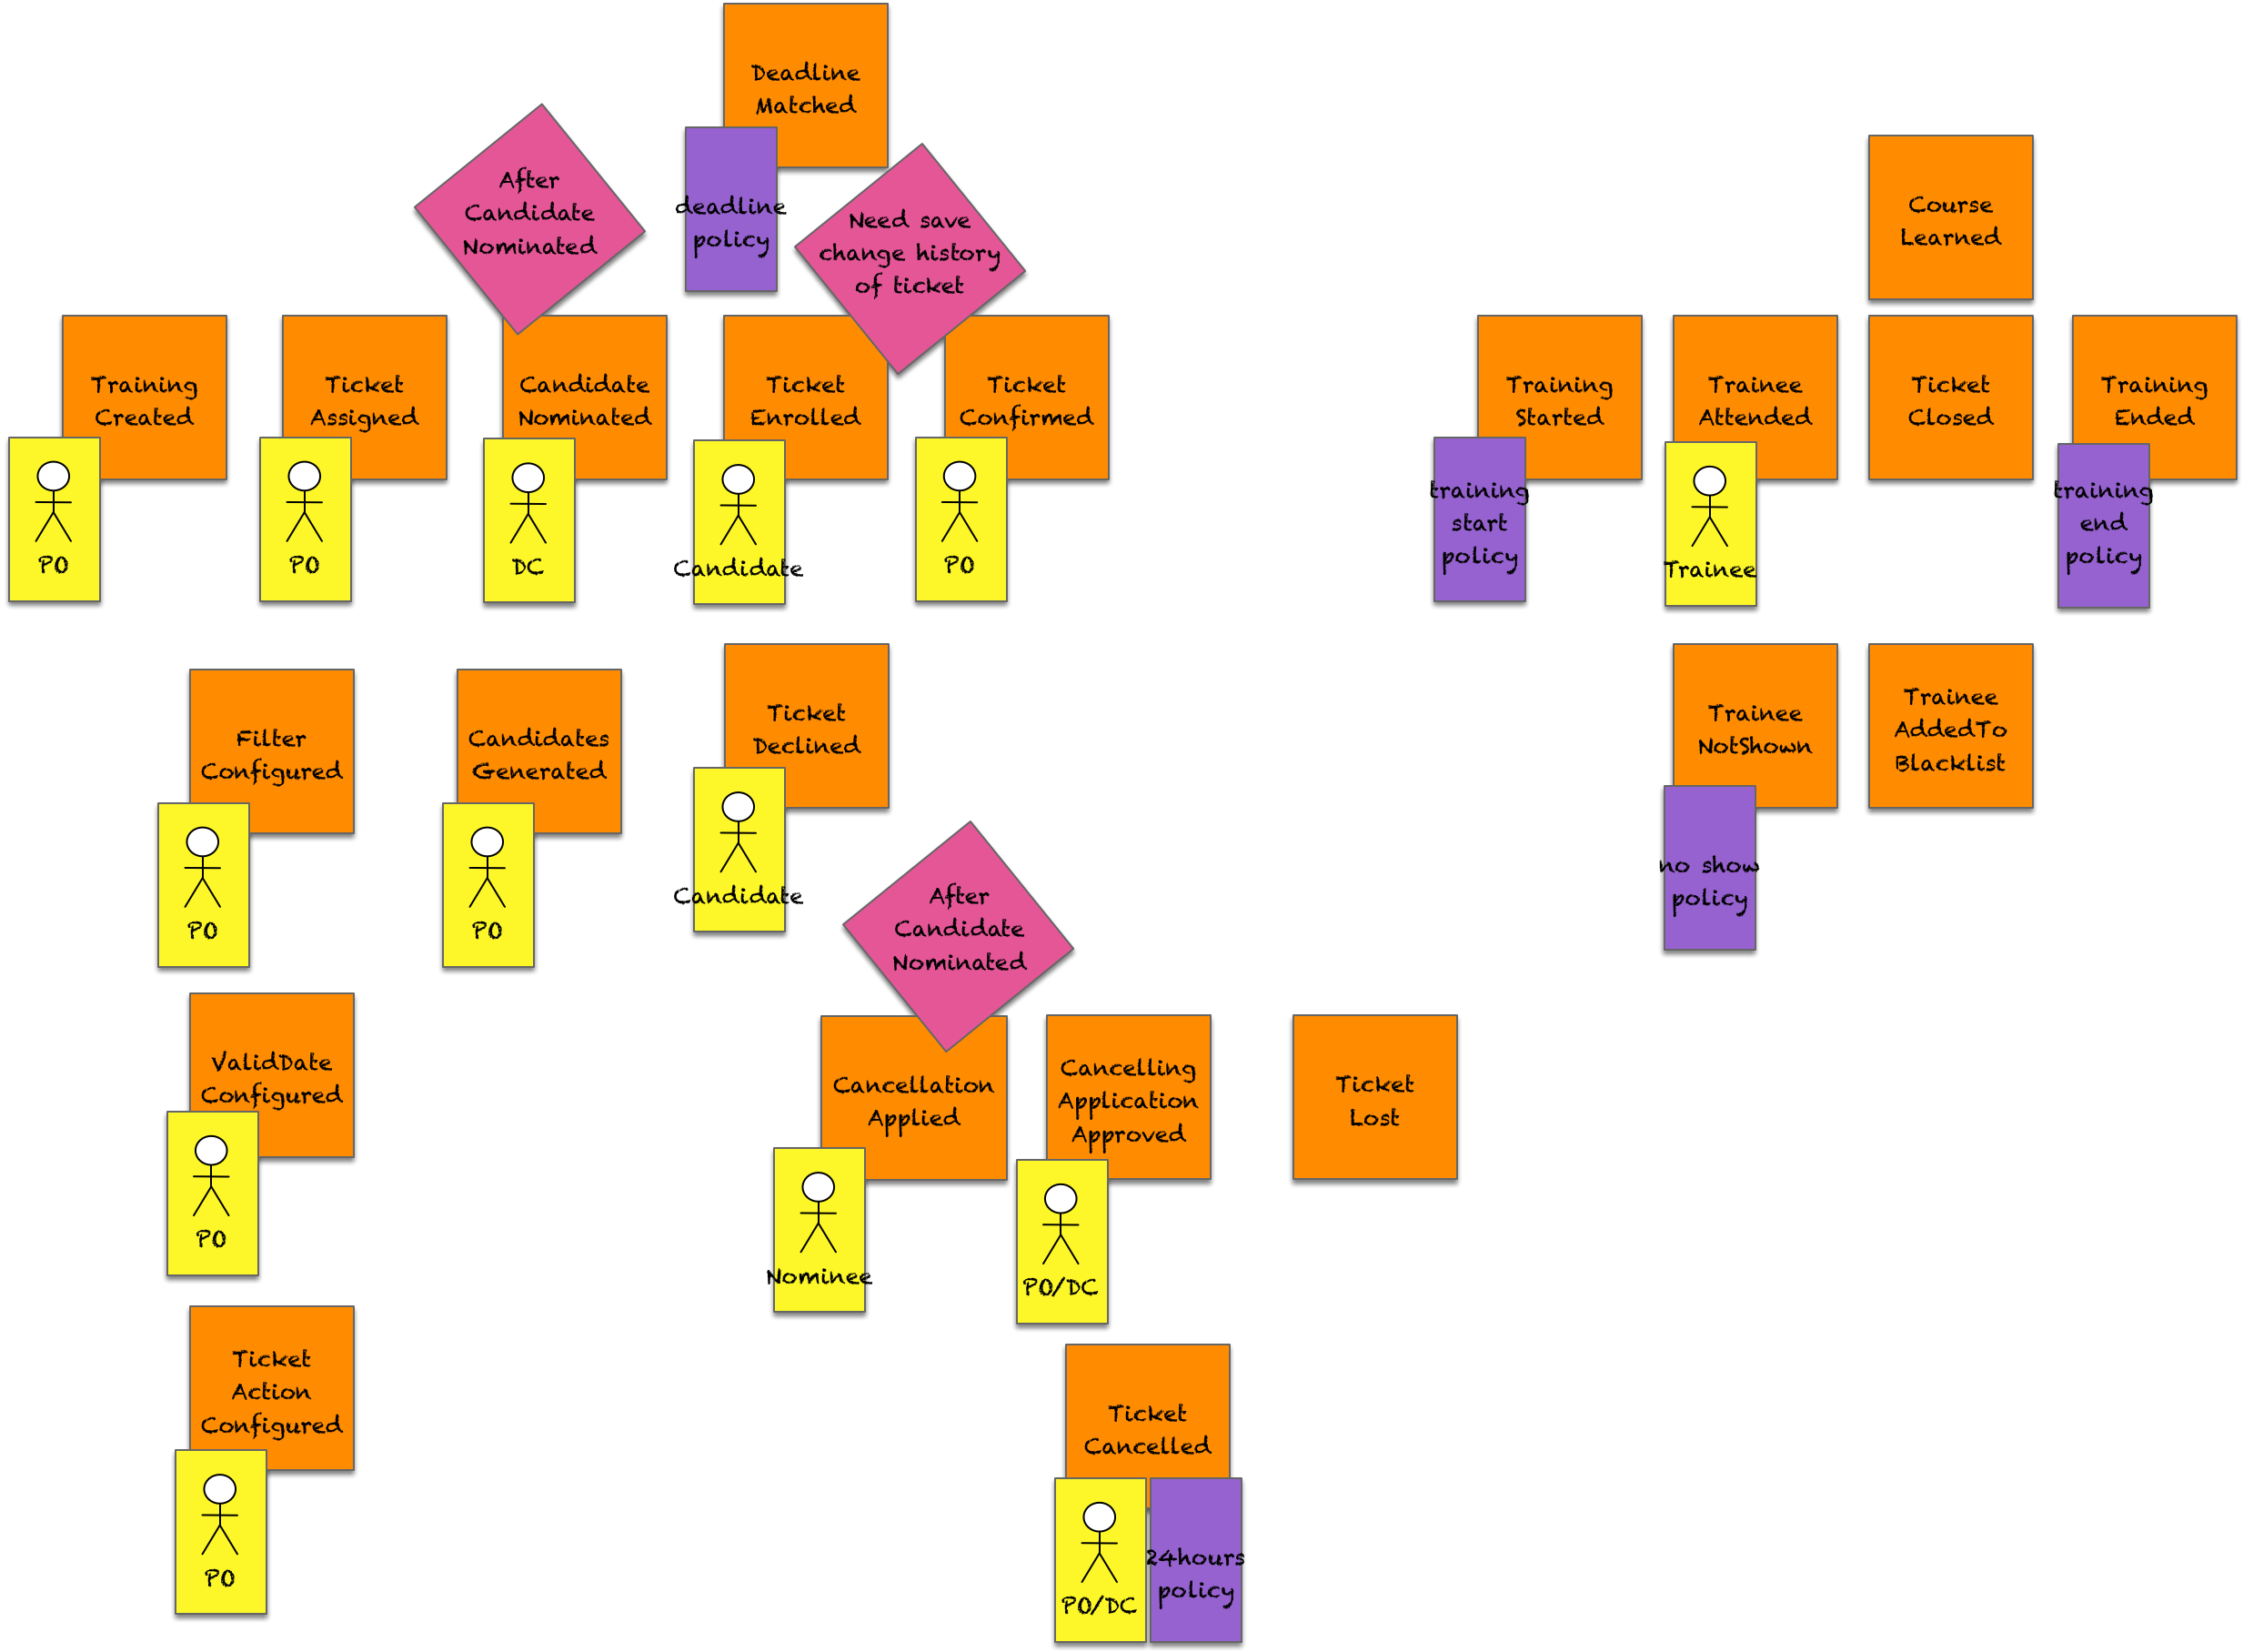 Deadline
Matched
After
Candidate
Nominated
deadline
policy
Need save
change history
of ticket
Course
Learned
Training
Created
Ticket
Assigned
Candidate
Nominated
Ticket
Enrolled
Ticket
Confirmed
Training
Started
Trainee
Attended
Ticket
Closed
Training
Ended
PO
PO
DC
Candidate
PO
training
start
policy
Trainee
training
end
policy
Filter
Configured
Candidates
Generated
Ticket
Declined
Trainee
NotShown
Trainee
AddedTo
Blacklist
PO
PO
Candidate
no show
policy
After
Candidate
Nominated
ValidDate
Configured
Cancellation
Applied
Cancelling
Application
Approved
Ticket
Lost
PO
Nominee
PO/DC
Ticket
Action
Configured
Ticket
Cancelled
PO
PO/DC
24hours
policy